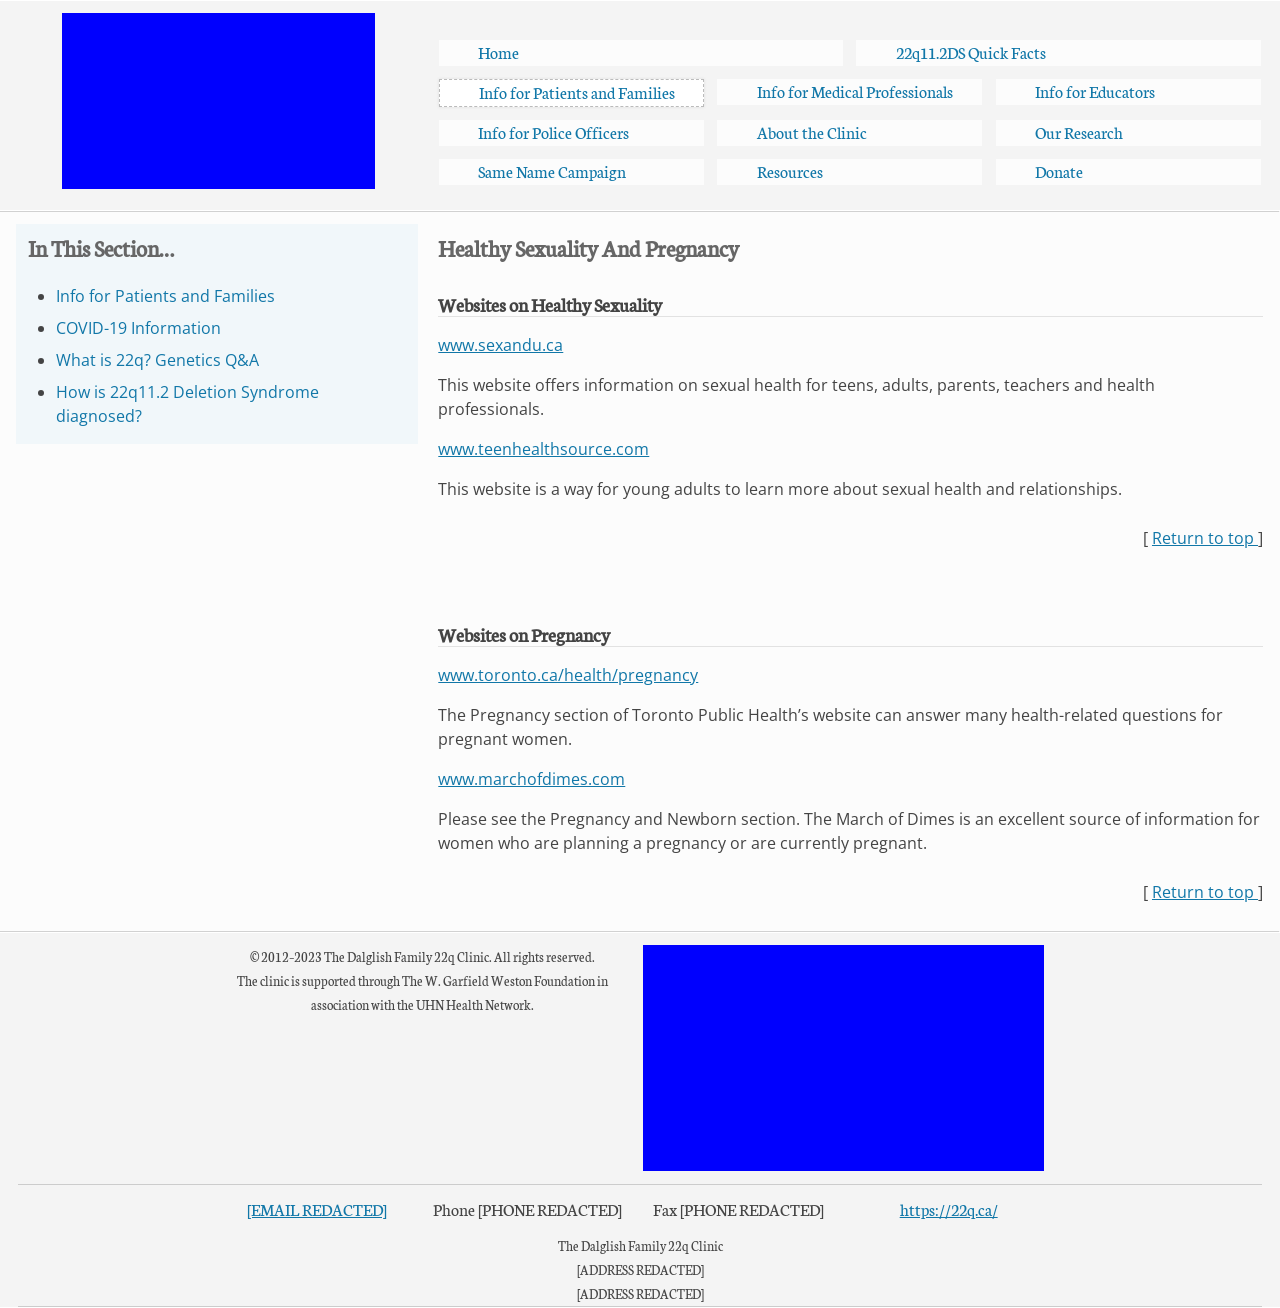 Home
22q11.2DS Quick Facts
Info for Patients and Families
Info for Medical Professionals
Info for Educators
Info for Police Officers
About the Clinic
Our Research
Same Name Campaign
Resources
Donate
In This Section...
Info for Patients and Families
COVID-19 Information
What is 22q? Genetics Q&A
How is 22q11.2 Deletion Syndrome
diagnosed?
Healthy Sexuality And Pregnancy
Websites on Healthy Sexuality
www.sexandu.ca
This website offers information on sexual health for teens, adults, parents, teachers and health
professionals.
www.teenhealthsource.com
This website is a way for young adults to learn more about sexual health and relationships.
[ Return to top ]
Websites on Pregnancy
www.toronto.ca/health/pregnancy
The Pregnancy section of Toronto Public Health’s website can answer many health-related questions for
pregnant women.
www.marchofdimes.com
Please see the Pregnancy and Newborn section. The March of Dimes is an excellent source of information for
women who are planning a pregnancy or are currently pregnant.
[ Return to top ]
© 2012–2023 The Dalglish Family 22q Clinic. All rights reserved.
The clinic is supported through The W. Garfield Weston Foundation in
association with the UHN Health Network.
[EMAIL REDACTED]
Phone [PHONE REDACTED]
Fax [PHONE REDACTED]
https://22q.ca/
The Dalglish Family 22q Clinic
[ADDRESS REDACTED]
[ADDRESS REDACTED]